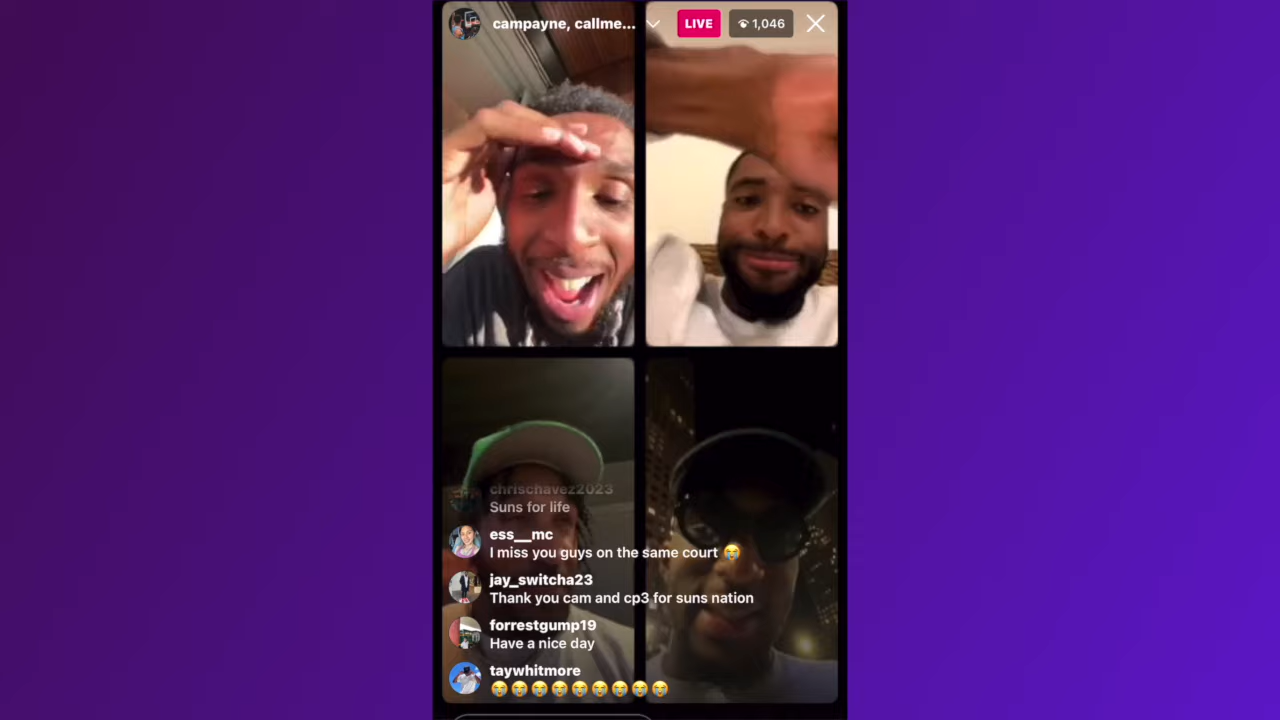 campayne, callme...
LIVE
1,046
chrischavez2023
Suns for life
ess__mc
I miss you guys on the same court 😭
jay_switcha23
Thank you cam and cp3 for suns nation
forrestgump19
Have a nice day
taywhitmore
😭😭😭😭😭😭😭😭😭